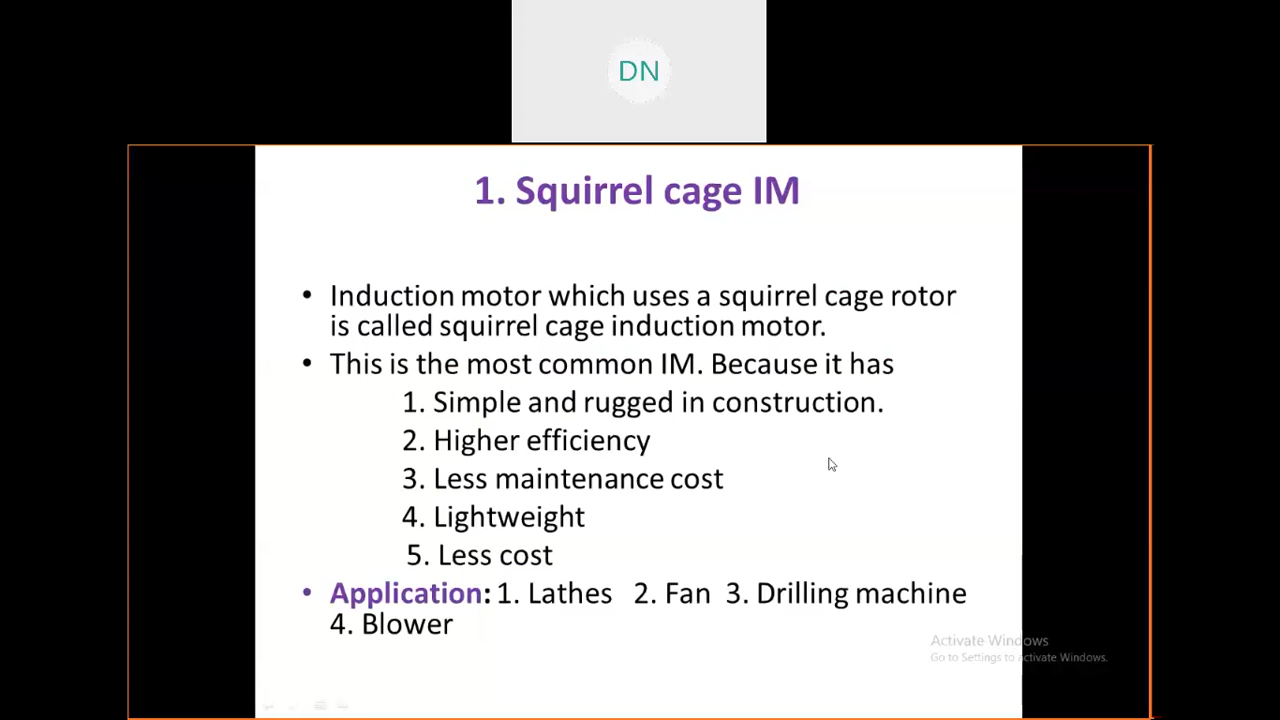 DN
1. Squirrel cage IM
• Induction motor which uses a squirrel cage rotor
is called squirrel cage induction motor.
• This is the most common IM. Because it has
1. Simple and rugged in construction.
2. Higher efficiency
3. Less maintenance cost
4. Lightweight
5. Less cost
• Application: 1. Lathes 2. Fan 3. Drilling machine
4. Blower
Activate Windows
Go to Settings to activate Windows.